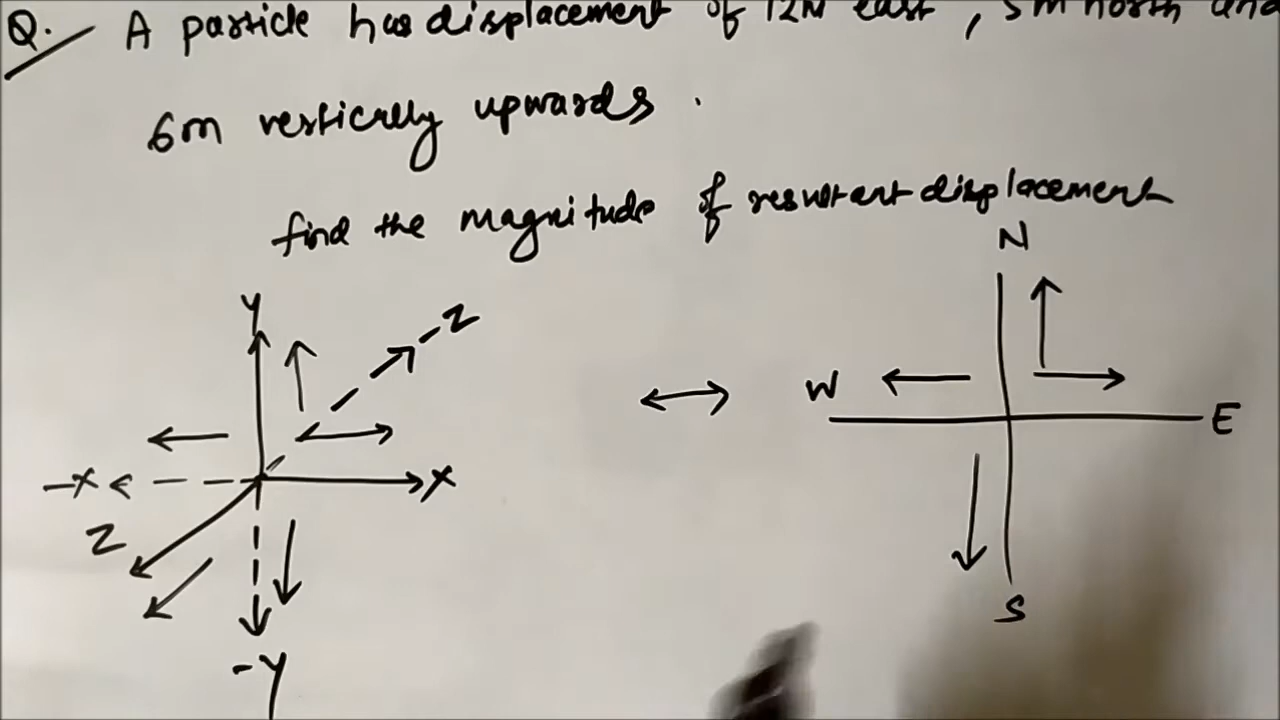 Q. A particle has displacement of 12m east, 5m north and
6m vertically upwards.
find the magnitude of resultant displacement
Y
-Z
-X
X
Z
-Y
N
W
E
S